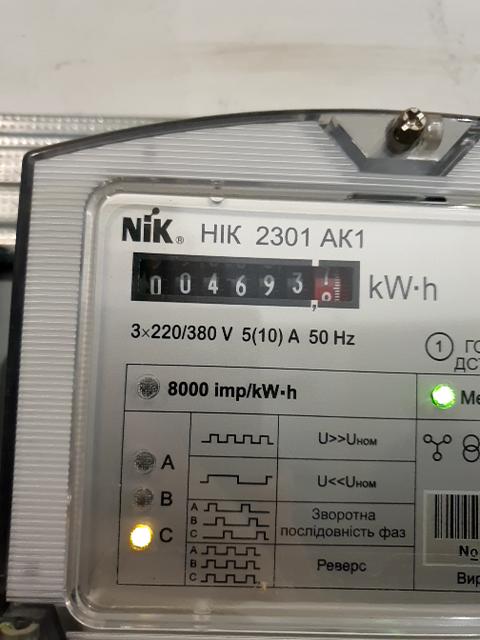 NiK® НІК 2301 АК1
004693 kW·h
3×220/380 V 5(10) A 50 Hz
1
8000 imp/kW·h
U>>Uном
A
U<<Uном
B
A
B
C
Зворотна
послідовність фаз
C
A
B
C
Реверс
No